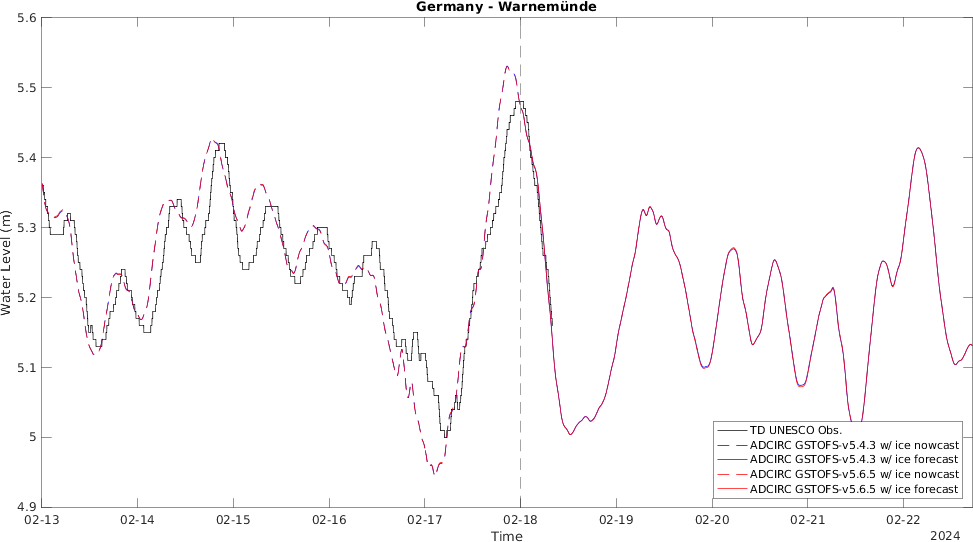 Germany - Warnemünde
5.6
5.5
5.4
5.3
5.2
5.1
5
4.9
Water Level (m)
TD UNESCO Obs.
ADCIRC GSTOFS-v5.4.3 w/ ice nowcast
ADCIRC GSTOFS-v5.4.3 w/ ice forecast
ADCIRC GSTOFS-v5.6.5 w/ ice nowcast
ADCIRC GSTOFS-v5.6.5 w/ ice forecast
02-13 02-14 02-15 02-16 02-17 02-18 02-19 02-20 02-21 02-22
Time
2024